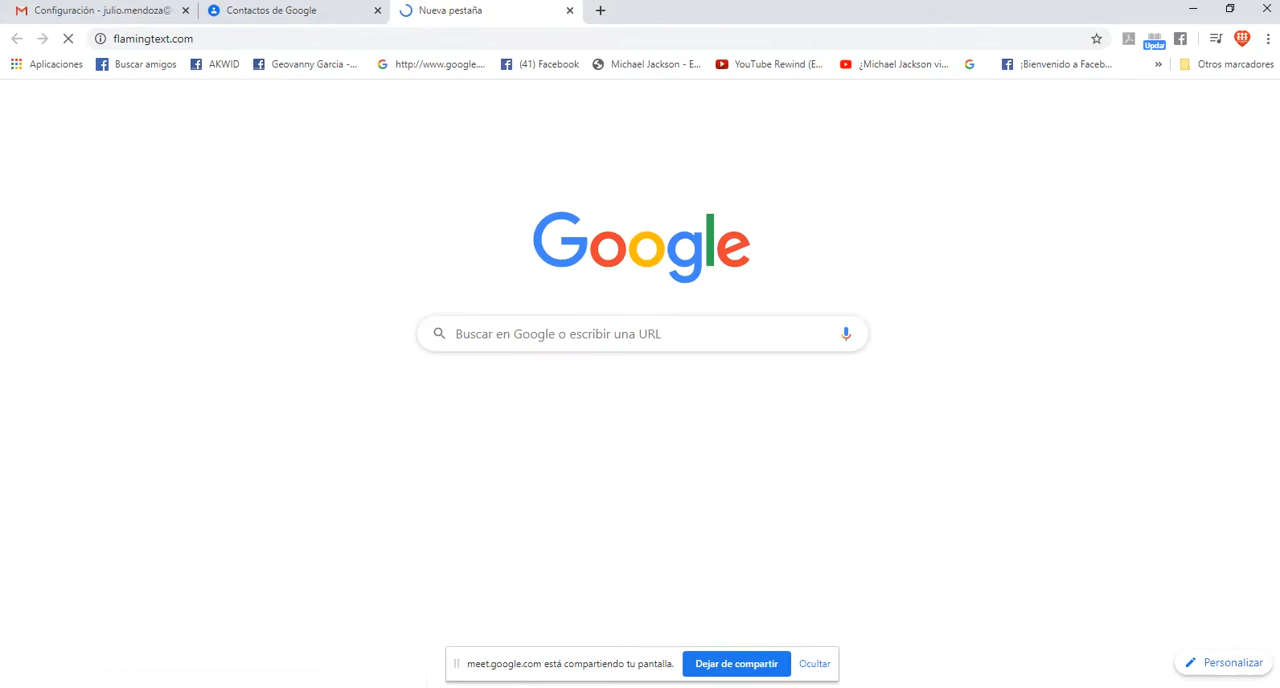 Configuración - julio.mendoza@
Contactos de Google
Nueva pestaña
flamingtext.com
Upda
Aplicaciones
Buscar amigos
AKWID
Geovanny Garcia -...
http://www.google....
(41) Facebook
Michael Jackson - E...
YouTube Rewind (E...
¿Michael Jackson vi...
¡Bienvenido a Faceb...
»
Otros marcadores
Google
Buscar en Google o escribir una URL
meet.google.com está compartiendo tu pantalla.
Dejar de compartir
Ocultar
Personalizar